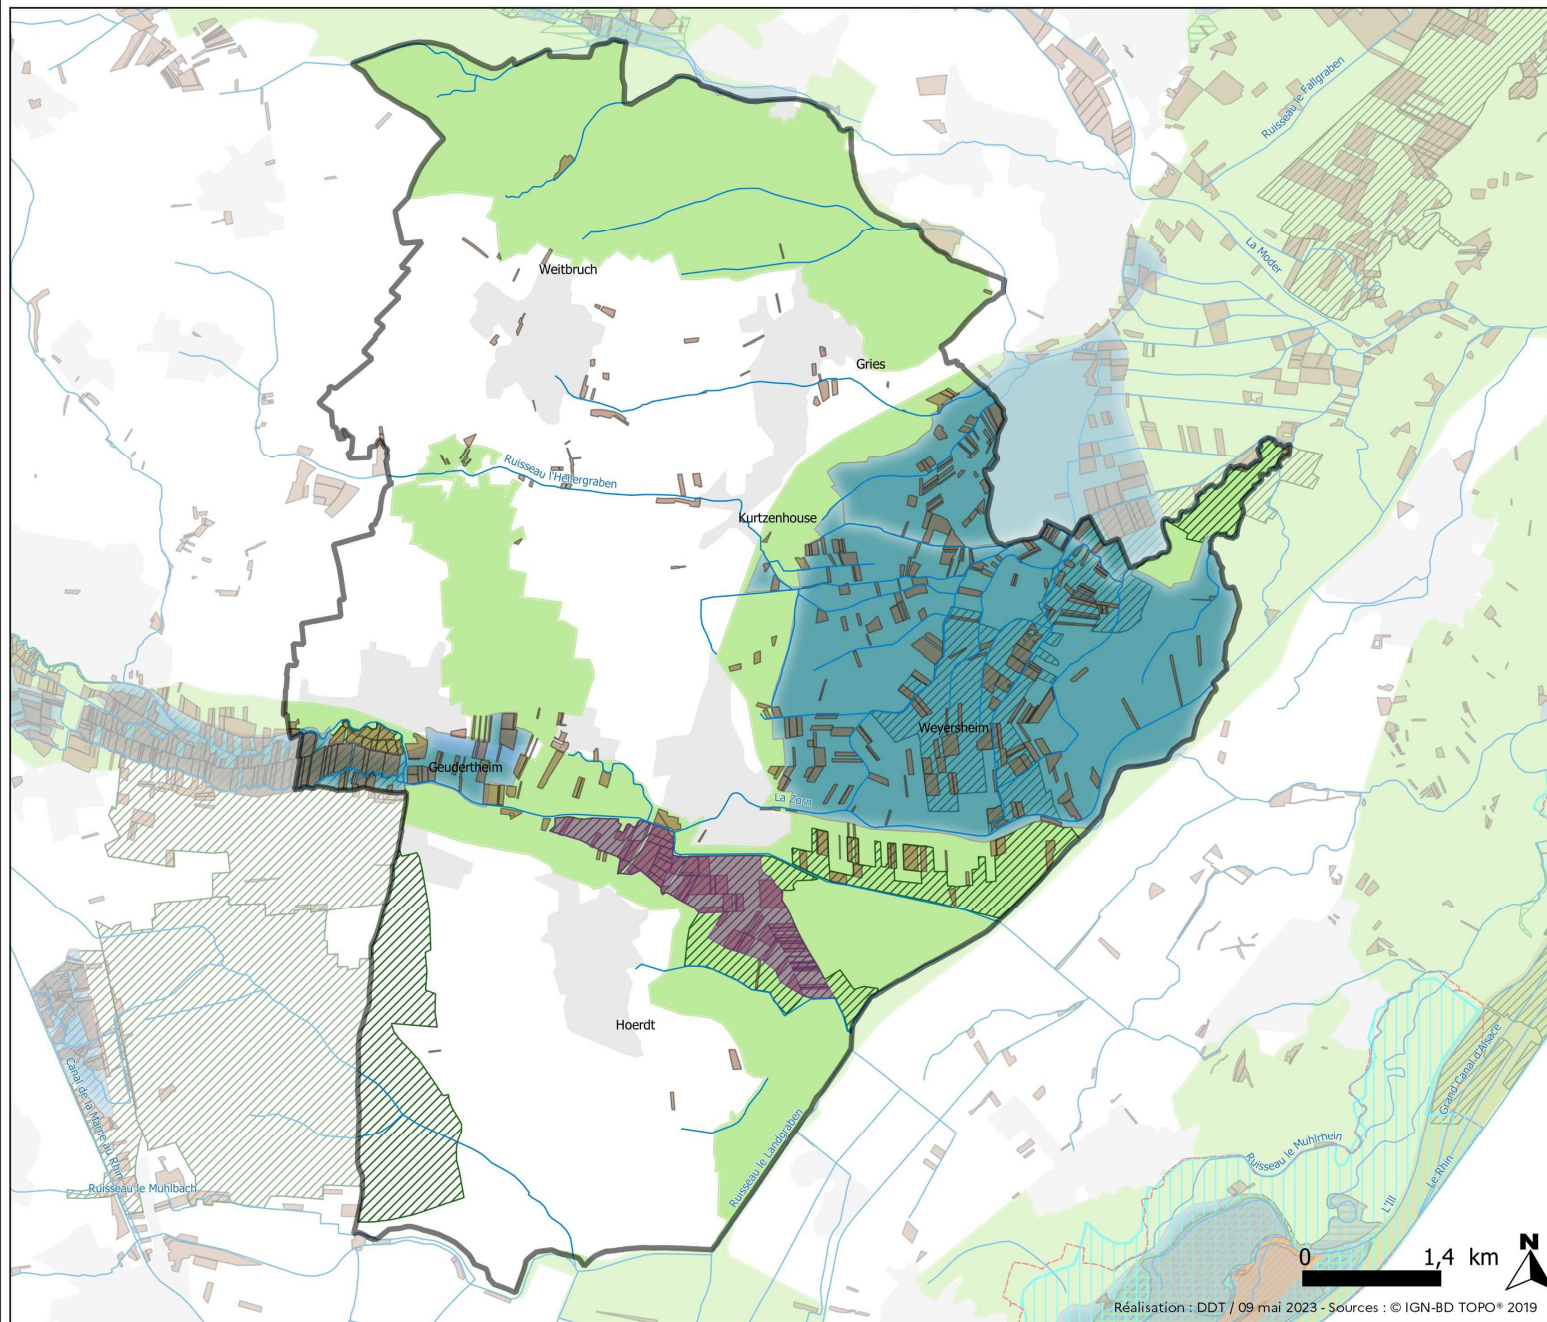 Ruisseau le Fallgraben
La Moder
Weitbruch
Gries
Ruisseau l'Hellergraben
Kurtzenhouse
Weyersheim
Geudertheim
La Zorn
Hoerdt
Canal de la Marne au Rhin
Ruisseau le Muhlbach
Ruisseau le Landgraben
Grand Canal d'Alsace
Ruisseau le Muhlrhein
Le Rhin
L'Ill
0 1,4 km
N
Réalisation : DDT / 09 mai 2023 - Sources : © IGN-BD TOPO® 2019